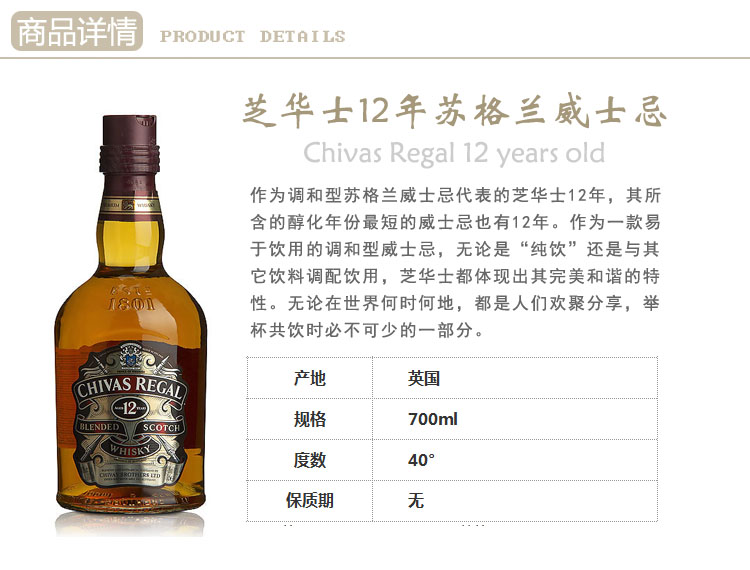 商品详情 PRODUCT DETAILS
芝华士12年苏格兰威士忌
Chivas Regal 12 years old
作为调和型苏格兰威士忌代表的芝华士12年，其所
含的醇化年份最短的威士忌也有12年。作为一款易
于饮用的调和型威士忌，无论是“纯饮”还是与其
它饮料调配饮用，芝华士都体现出其完美和谐的特
性。无论在世界何时何地，都是人们欢聚分享，举
杯共饮时必不可少的一部分。
产地 英国
规格 700ml
度数 40°
保质期 无
1801
CHIVAS REGAL
AGED 12 YEARS
BLENDED SCOTCH
WHISKY
CHIVAS BROTHERS LTD